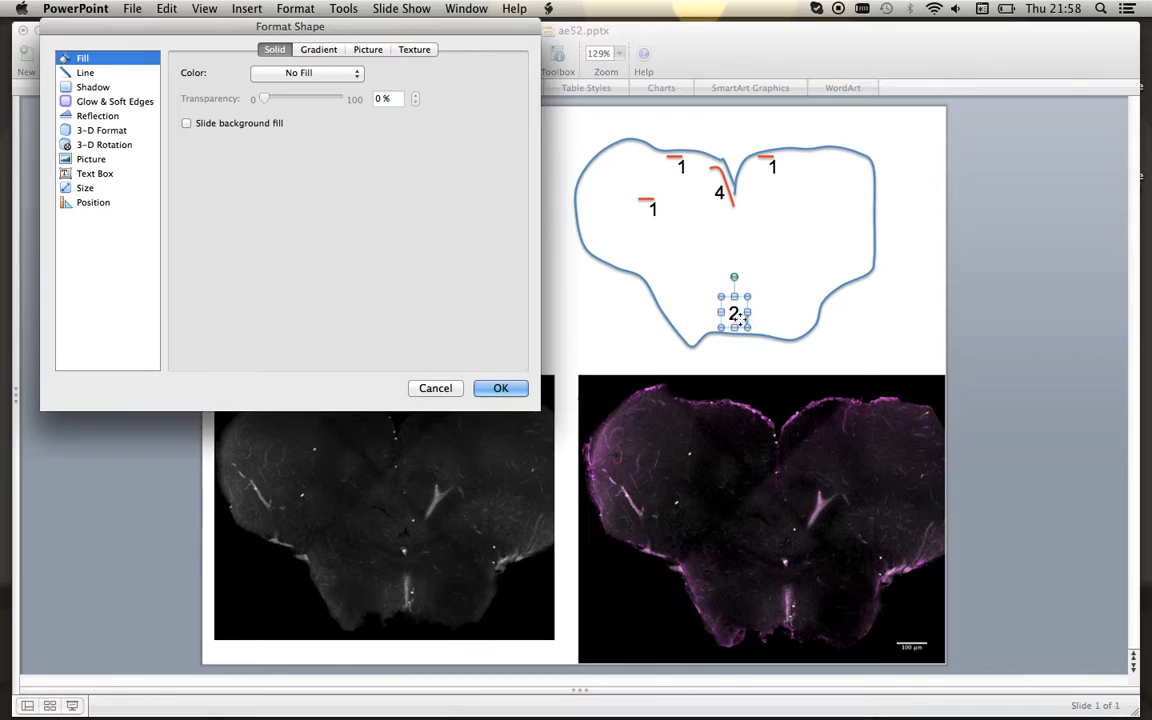 PowerPoint File Edit View Insert Format Tools Slide Show Window Help Thu 21:58
Format Shape
ae52.pptx
New
129%
Toolbox Zoom Help
Table Styles Charts SmartArt Graphics WordArt
Solid Gradient Picture Texture
Fill
Line
Shadow
Glow & Soft Edges
Reflection
3-D Format
3-D Rotation
Picture
Text Box
Size
Position
Color: No Fill
Transparency: 0 100 0 %
Slide background fill
Cancel OK
1 1
4
1
2
100 µm
Slide 1 of 1